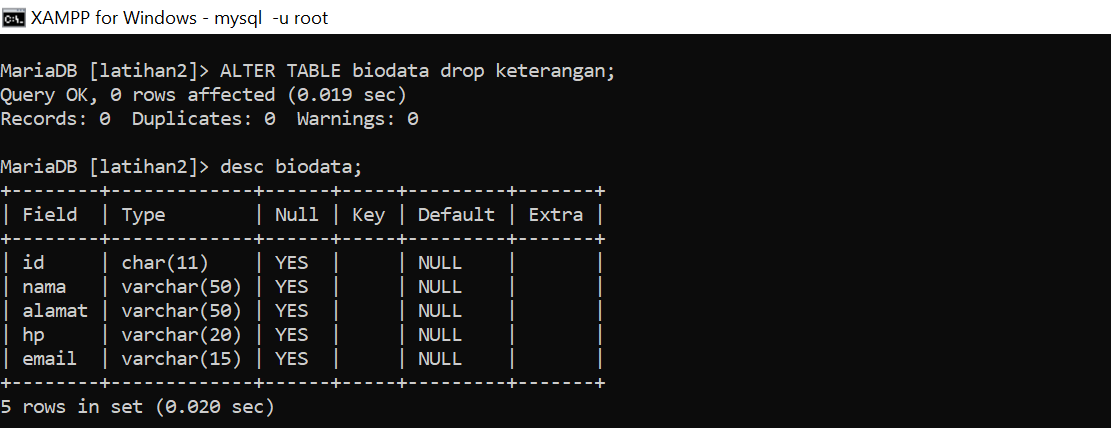 XAMPP for Windows - mysql  -u root
MariaDB [latihan2]> ALTER TABLE biodata drop keterangan;
Query OK, 0 rows affected (0.019 sec)
Records: 0  Duplicates: 0  Warnings: 0
MariaDB [latihan2]> desc biodata;
+--------+-------------+------+-----+---------+-------+
| Field  | Type        | Null | Key | Default | Extra |
+--------+-------------+------+-----+---------+-------+
| id     | char(11)    | YES  |     | NULL    |       |
| nama   | varchar(50) | YES  |     | NULL    |       |
| alamat | varchar(50) | YES  |     | NULL    |       |
| hp     | varchar(20) | YES  |     | NULL    |       |
| email  | varchar(15) | YES  |     | NULL    |       |
+--------+-------------+------+-----+---------+-------+
5 rows in set (0.020 sec)